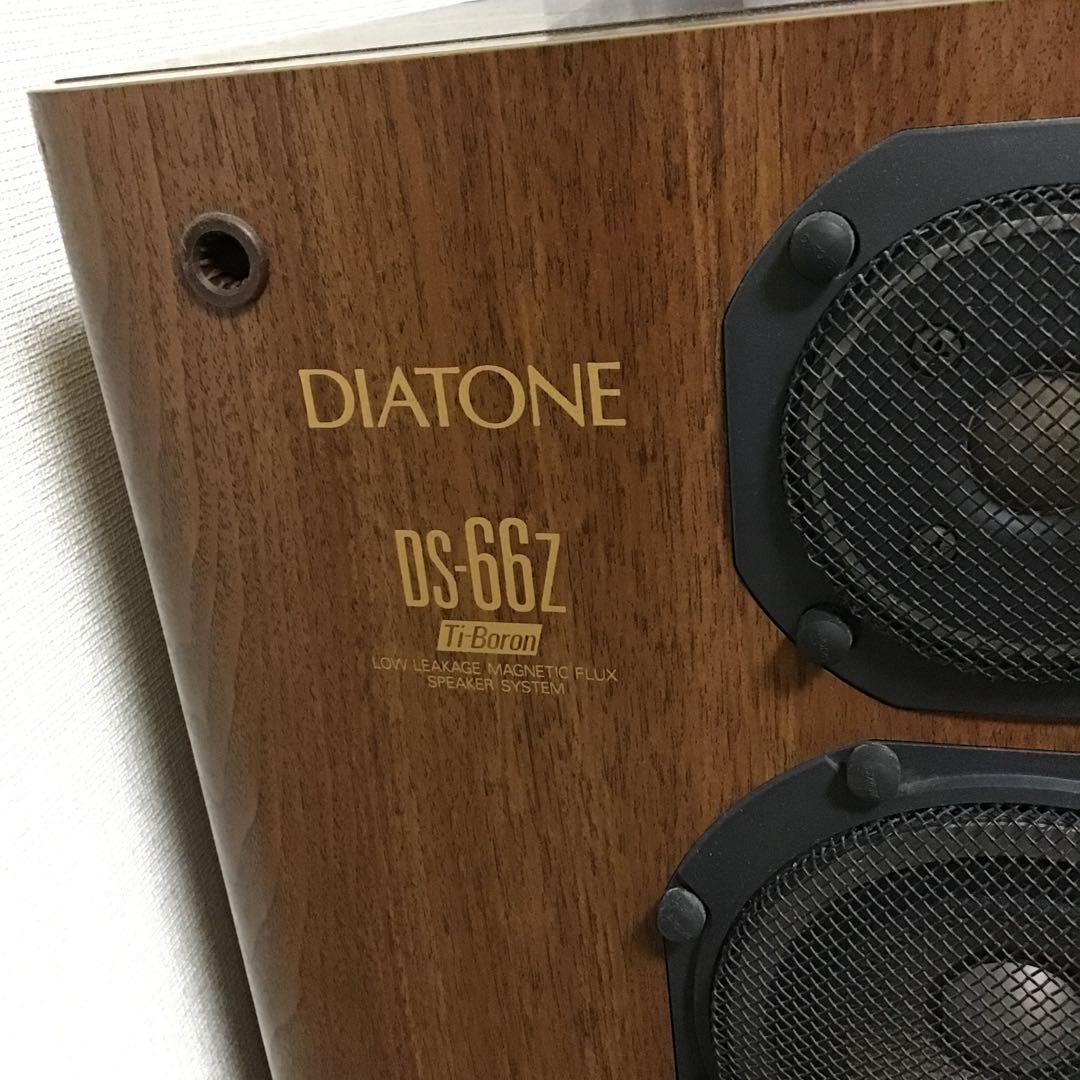 DIATONE
DS-66Z
Ti-Boron
LOW LEAKAGE MAGNETIC FLUX
SPEAKER SYSTEM